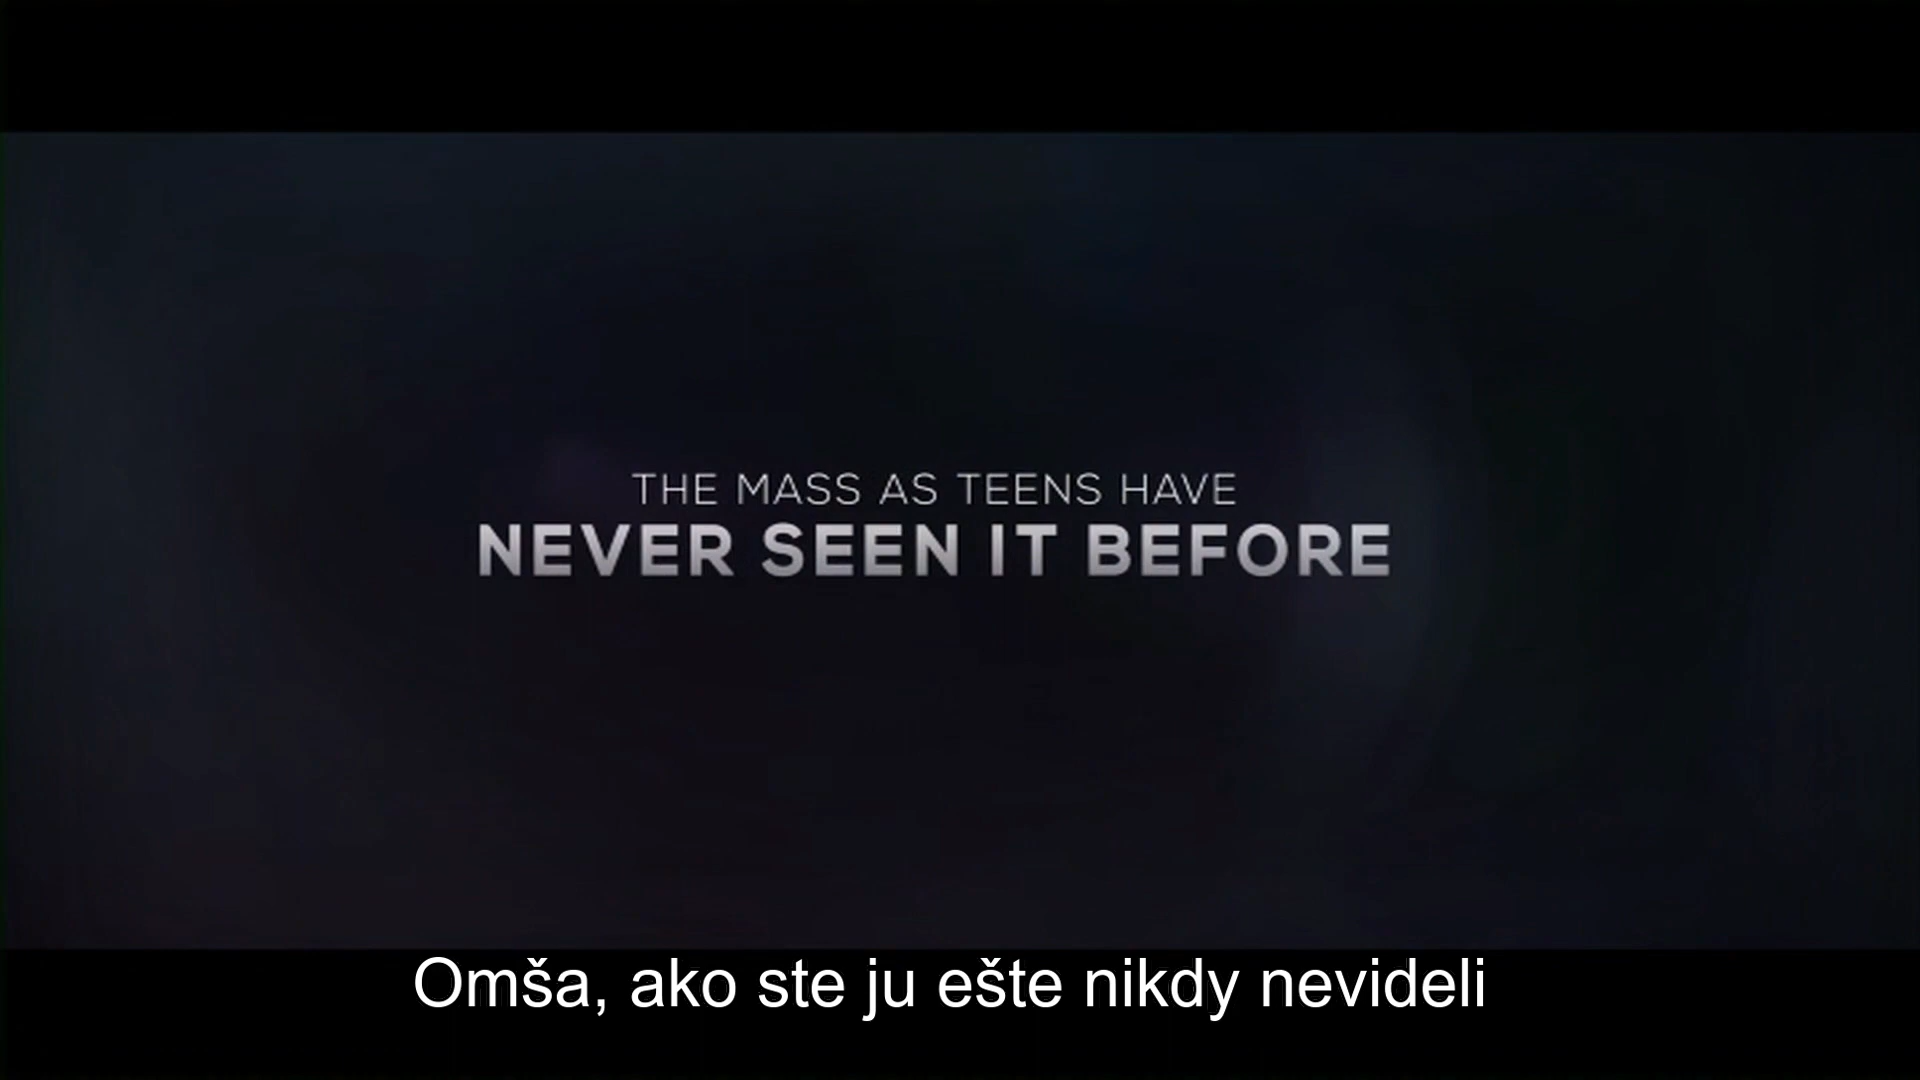 THE MASS AS TEENS HAVE
NEVER SEEN IT BEFORE
Omša, ako ste ju ešte nikdy nevideli